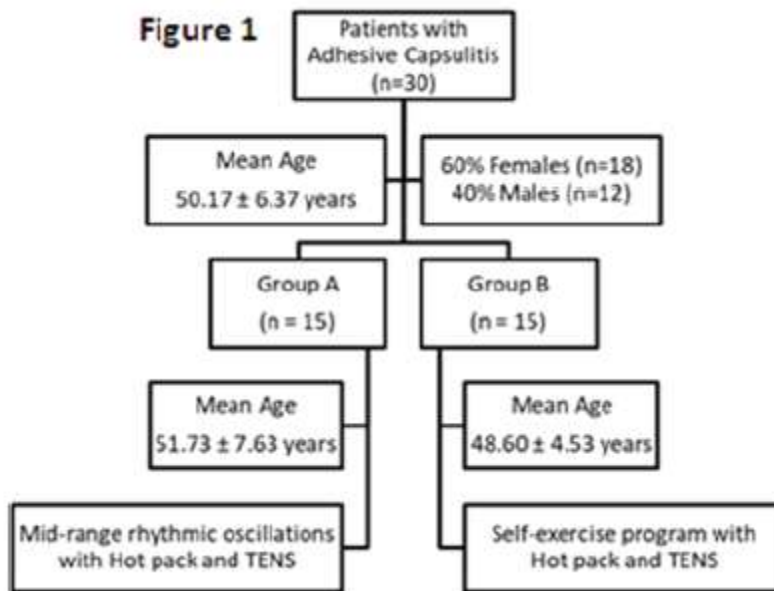 Figure 1
Patients with
Adhesive Capsulitis
(n=30)
Mean Age
50.17 ± 6.37 years
60% Females (n=18)
40% Males (n=12)
Group A
(n = 15)
Group B
(n = 15)
Mean Age
51.73 ± 7.63 years
Mean Age
48.60 ± 4.53 years
Mid-range rhythmic oscillations
with Hot pack and TENS
Self-exercise program with
Hot pack and TENS